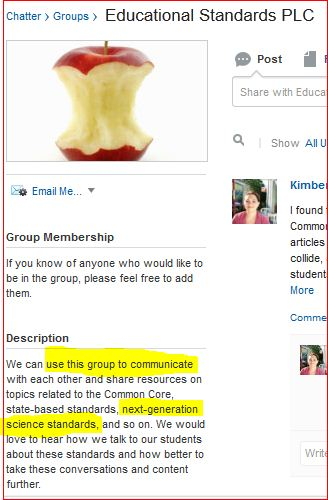 Chatter > Groups > Educational Standards PLC
Post
Share with Educa
Show All U
Email Me...
Kimbe
I found
Commo
articles
collide,
student
More
Comme
Write
Group Membership
If you know of anyone who would like to
be in the group, please feel free to add
them.
Description
We can use this group to communicate
with each other and share resources on
topics related to the Common Core,
state-based standards, next-generation
science standards, and so on. We would
love to hear how we talk to our students
about these standards and how better to
take these conversations and content
further.